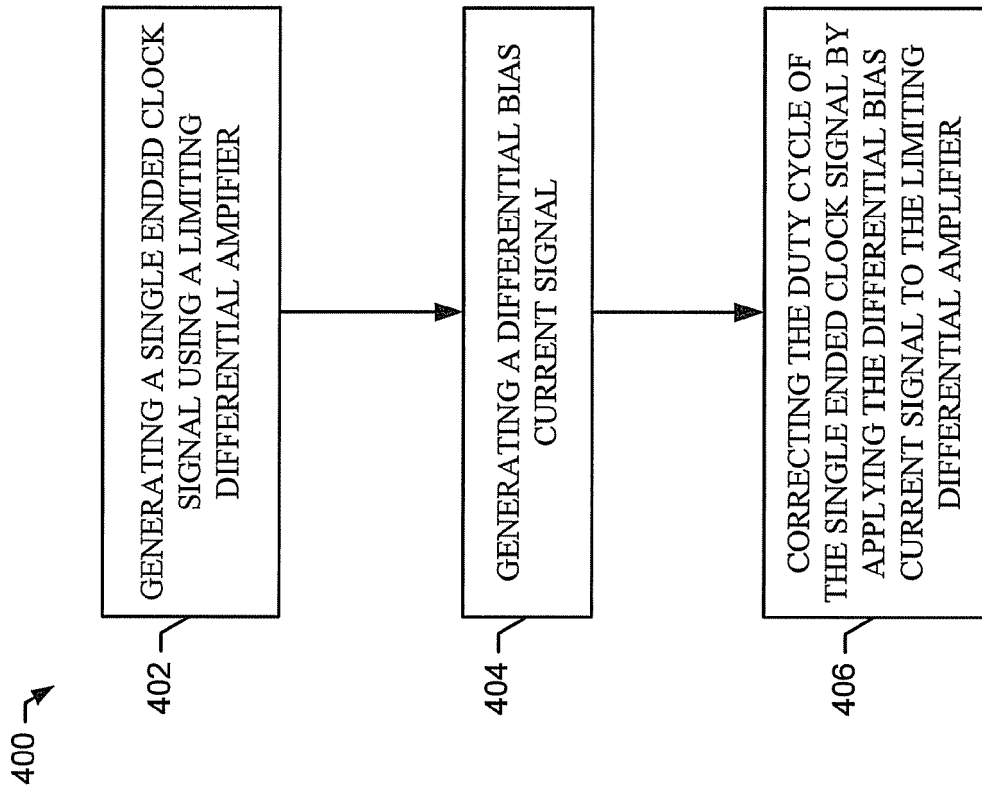 400
402
GENERATING A SINGLE ENDED CLOCK
SIGNAL USING A LIMITING
DIFFERENTIAL AMPIFIER
404
GENERATING A DIFFERENTIAL BIAS
CURRENT SIGNAL
406
CORRECTING THE DUTY CYCLE OF
THE SINGLE ENDED CLOCK SIGNAL BY
APPLYING THE DIFFERENTIAL BIAS
CURRENT SIGNAL TO THE LIMITING
DIFFERENTIAL AMPLIFIER